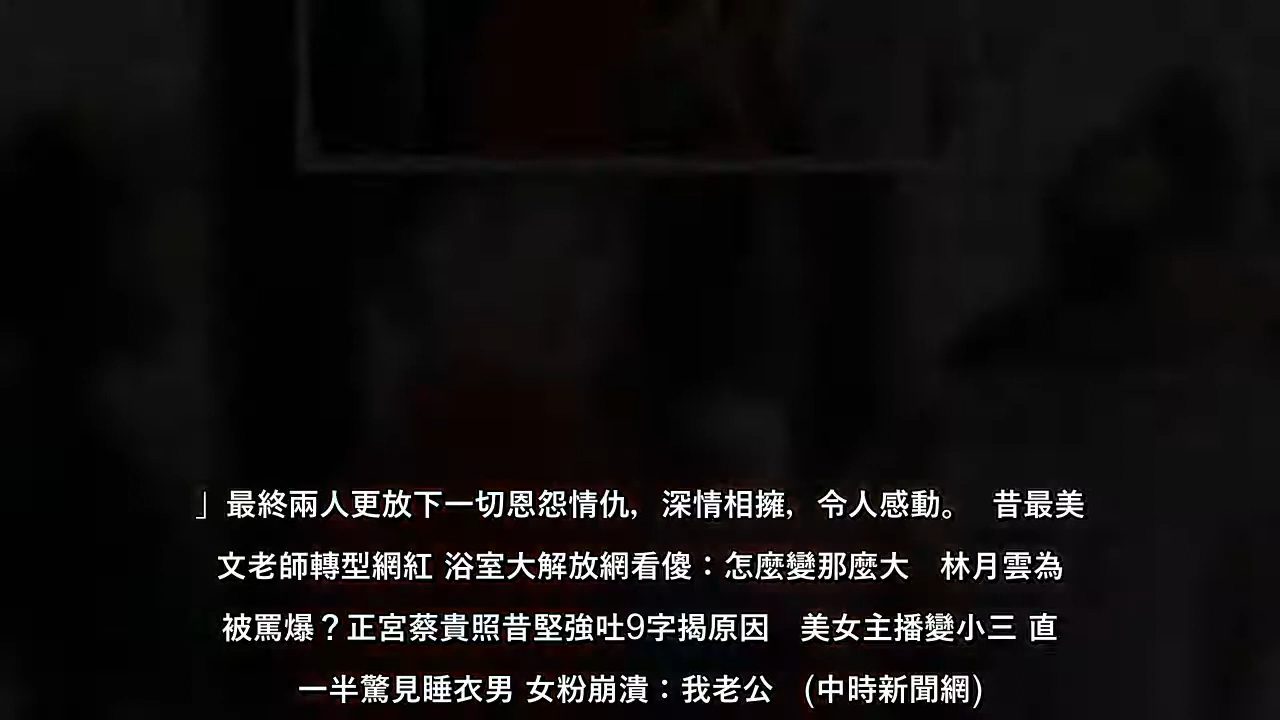 」最終兩人更放下一切恩怨情仇，深情相擁，令人感動。 昔最美
文老師轉型網紅 浴室大解放網看傻：怎麼變那麼大 林月雲為
被罵爆？正宮蔡貴照昔堅強吐9字揭原因 美女主播變小三 直
一半驚見睡衣男 女粉崩潰：我老公 (中時新聞網)